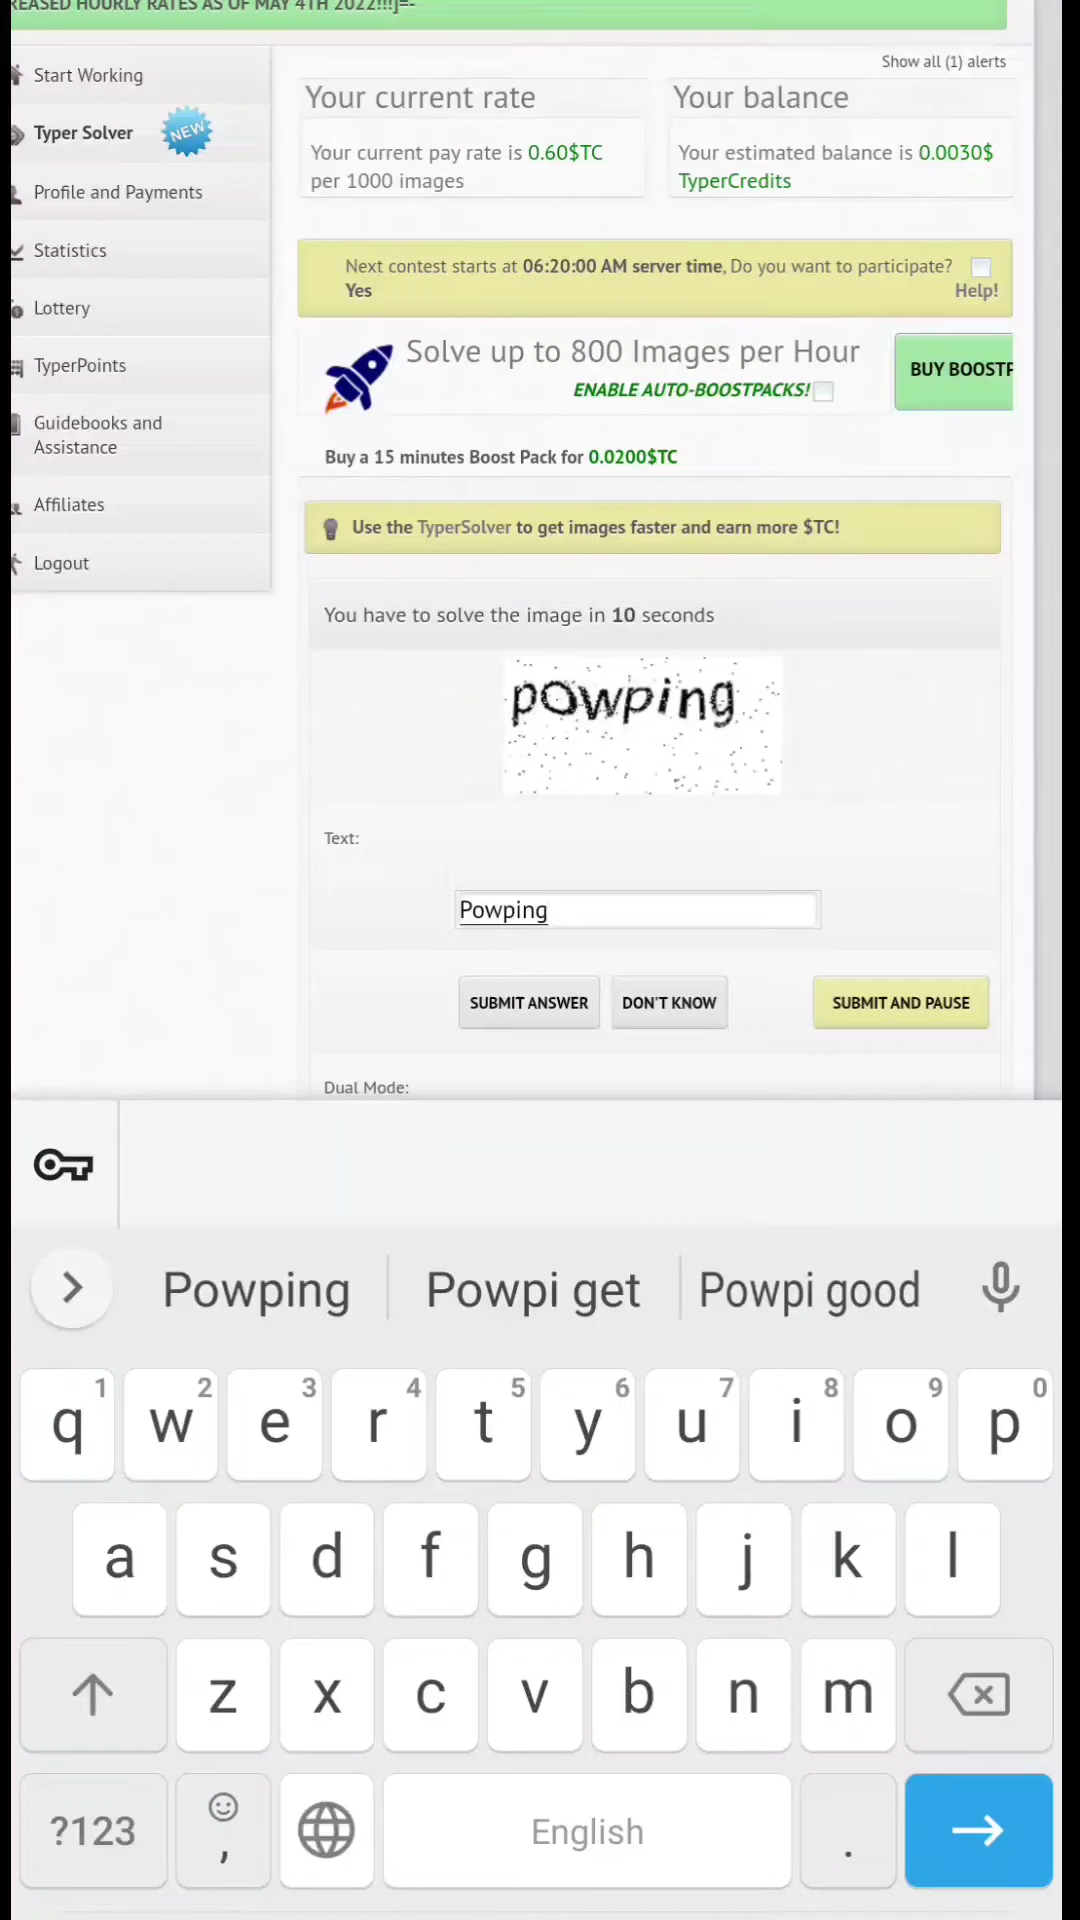 REASED HOURLY RATES AS OF MAY 4TH 2022!!!]=-
Show all (1) alerts
Start Working
Typer Solver NEW
Profile and Payments
Statistics
Lottery
TyperPoints
Guidebooks and
Assistance
Affiliates
Logout
Your current rate
Your current pay rate is 0.60$TC
per 1000 images
Your balance
Your estimated balance is 0.0030$
TyperCredits
Next contest starts at 06:20:00 AM server time, Do you want to participate?
Yes
Help!
Solve up to 800 Images per Hour
ENABLE AUTO-BOOSTPACKS!
BUY BOOSTP
Buy a 15 minutes Boost Pack for 0.0200$TC
Use the TyperSolver to get images faster and earn more $TC!
You have to solve the image in 10 seconds
powping
Text:
Powping
SUBMIT ANSWER DON'T KNOW SUBMIT AND PAUSE
Dual Mode:
Powping Powpi get Powpi good
1 2 3 4 5 6 7 8 9 0
q w e r t y u i o p
a s d f g h j k l
z x c v b n m
?123 , English .